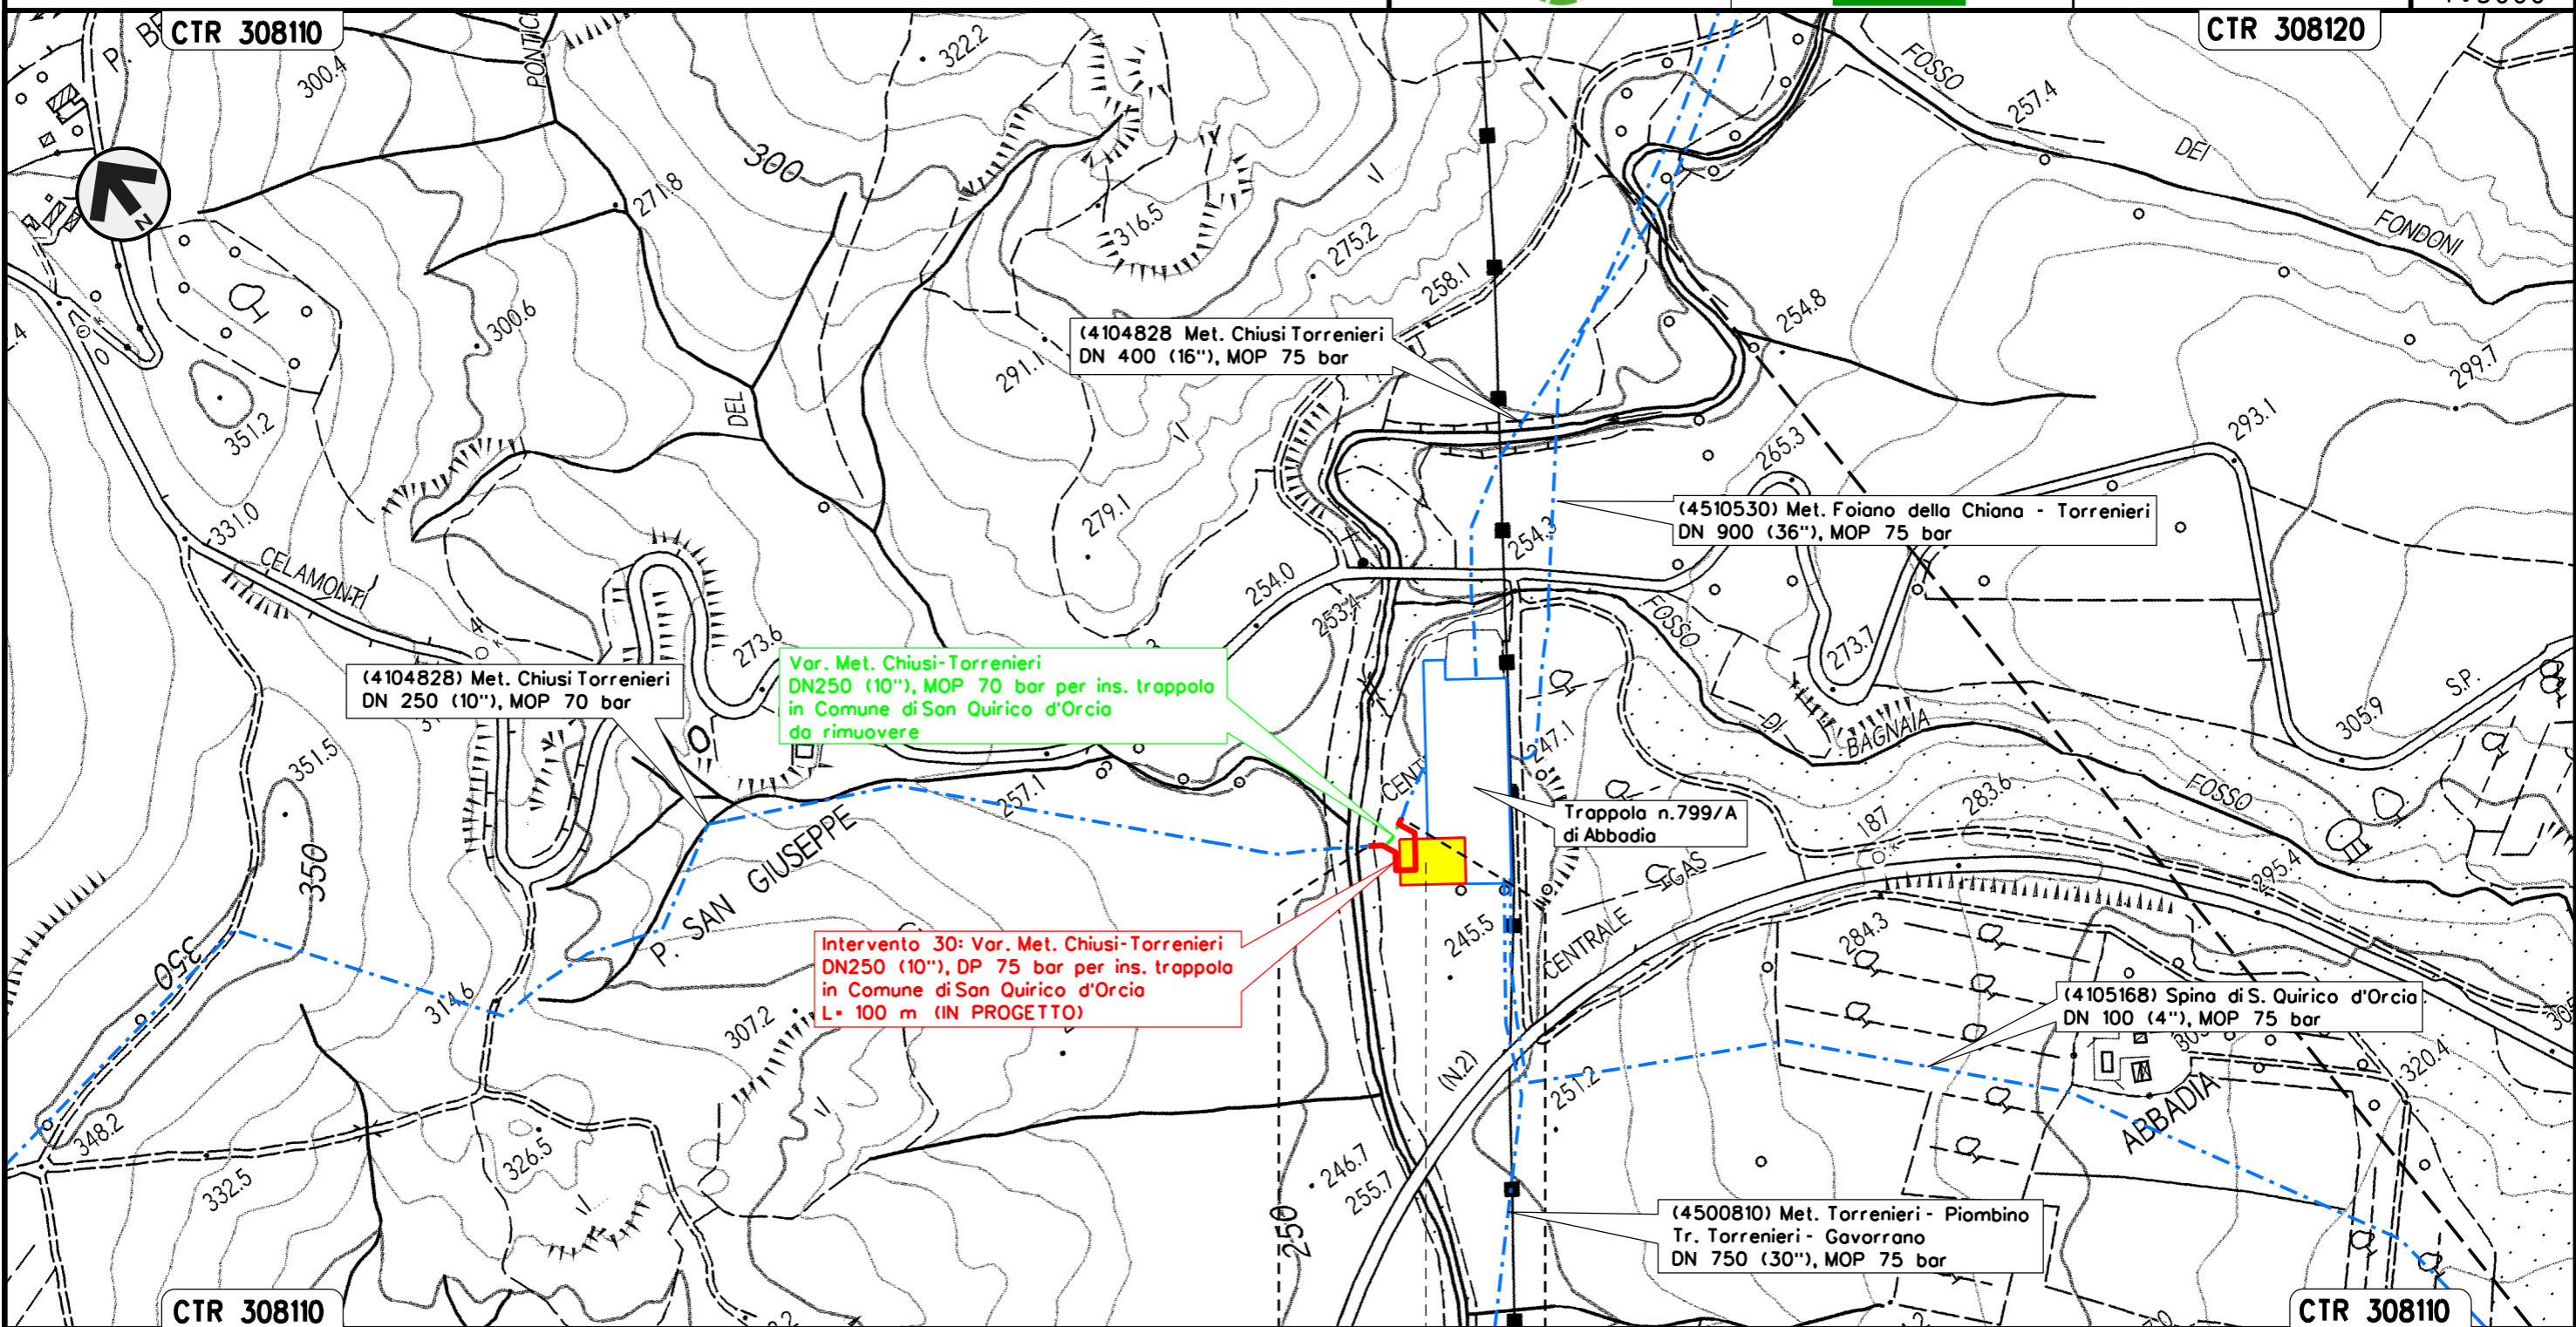 CTR 308110
CTR 308120
322.2
300.4
FOSSO
257.4
DEI
FONDONI
300
271.8
316.5
275.2
258.1
254.8
300.6
291.1
299.7
N
(4104828 Met. Chiusi Torrenieri
DN 400 (16"), MOP 75 bar
351.2
DEL
293.1
265.3
279.1
331.0
CELAMONTI
(4510530) Met. Foiano della Chiana - Torrenieri
DN 900 (36"), MOP 75 bar
254.3
254.0
253.4
FOSSO
273.6
273.7
(4104828) Met. Chiusi Torrenieri
DN 250 (10"), MOP 70 bar
Var. Met. Chiusi-Torrenieri
DN250 (10"), MOP 70 bar per ins. trappola
in Comune di San Quirico d'Orcia
da rimuovere
S.P.
305.9
DI
BAGNAIA
247.1
351.5
257.1
283.6
FOSSO
187
Trappola n.799/A
di Abbadia
350
P. SAN GIUSEPPE
GAS
295.4
350
245.5
CENTRALE
284.3
Intervento 30: Var. Met. Chiusi-Torrenieri
DN250 (10"), DP 75 bar per ins. trappola
in Comune di San Quirico d'Orcia
L= 100 m (IN PROGETTO)
314.6
307.2
(4105168) Spina di S. Quirico d'Orcia
DN 100 (4"), MOP 75 bar
(N.2)
251.2
320.4
ABBADIA
348.2
326.5
332.5
246.7
255.7
250
(4500810) Met. Torrenieri - Piombino
Tr. Torrenieri - Gavorrano
DN 750 (30"), MOP 75 bar
CTR 308110
CTR 308110